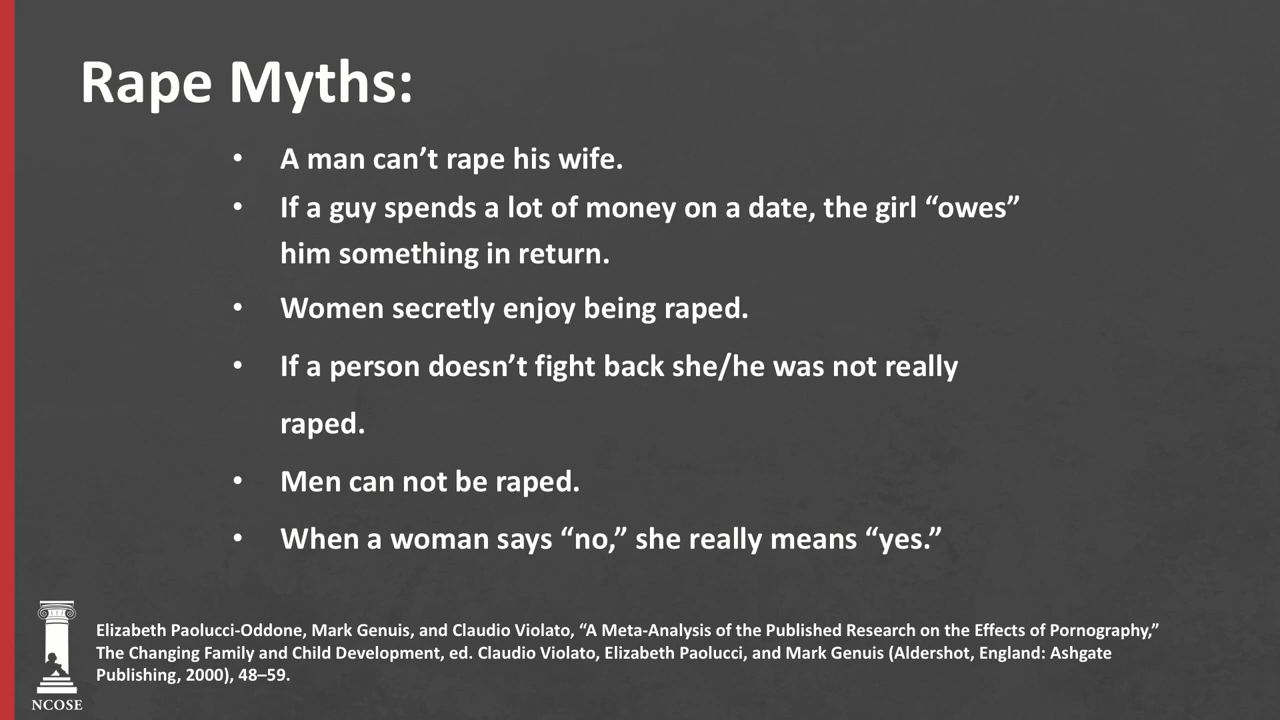 Rape Myths:
• A man can’t rape his wife.
• If a guy spends a lot of money on a date, the girl “owes”
him something in return.
• Women secretly enjoy being raped.
• If a person doesn’t fight back she/he was not really
raped.
• Men can not be raped.
• When a woman says “no,” she really means “yes.”
Elizabeth Paolucci-Oddone, Mark Genuis, and Claudio Violato, “A Meta-Analysis of the Published Research on the Effects of Pornography,”
The Changing Family and Child Development, ed. Claudio Violato, Elizabeth Paolucci, and Mark Genuis (Aldershot, England: Ashgate
Publishing, 2000), 48–59.
NCOSE